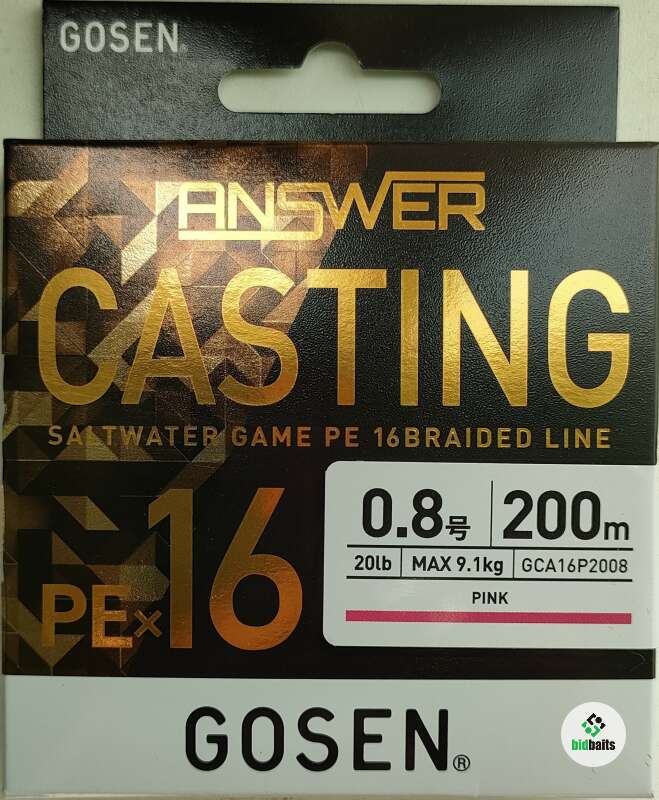 GOSEN®
ANSWER
CASTING
SALTWATER GAME PE 16BRAIDED LINE
PE×16
0.8号 200m
20lb MAX 9.1kg GCA16P2008
PINK
GOSEN®
bidbaits